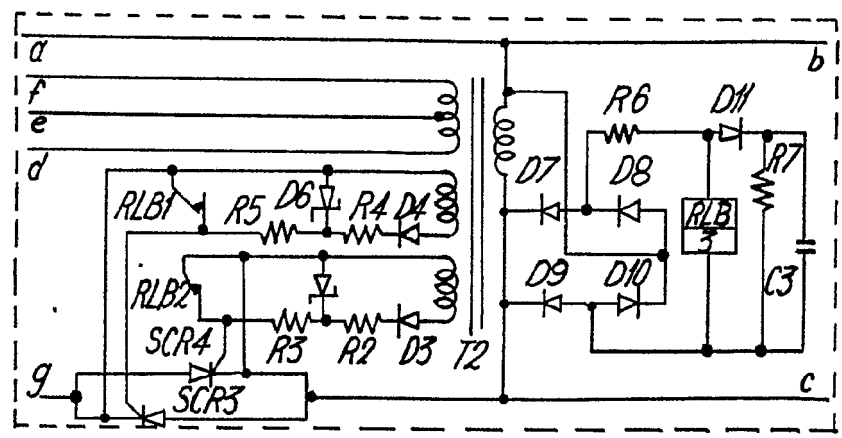 a
b
f
e
d
R6
D11
D7
D8
R7
RLB1
R5
D6
R4
D4
RLB
3
RLB2
D9
D10
C3
SCR4
R3
R2
D3
T2
g
SCR3
c